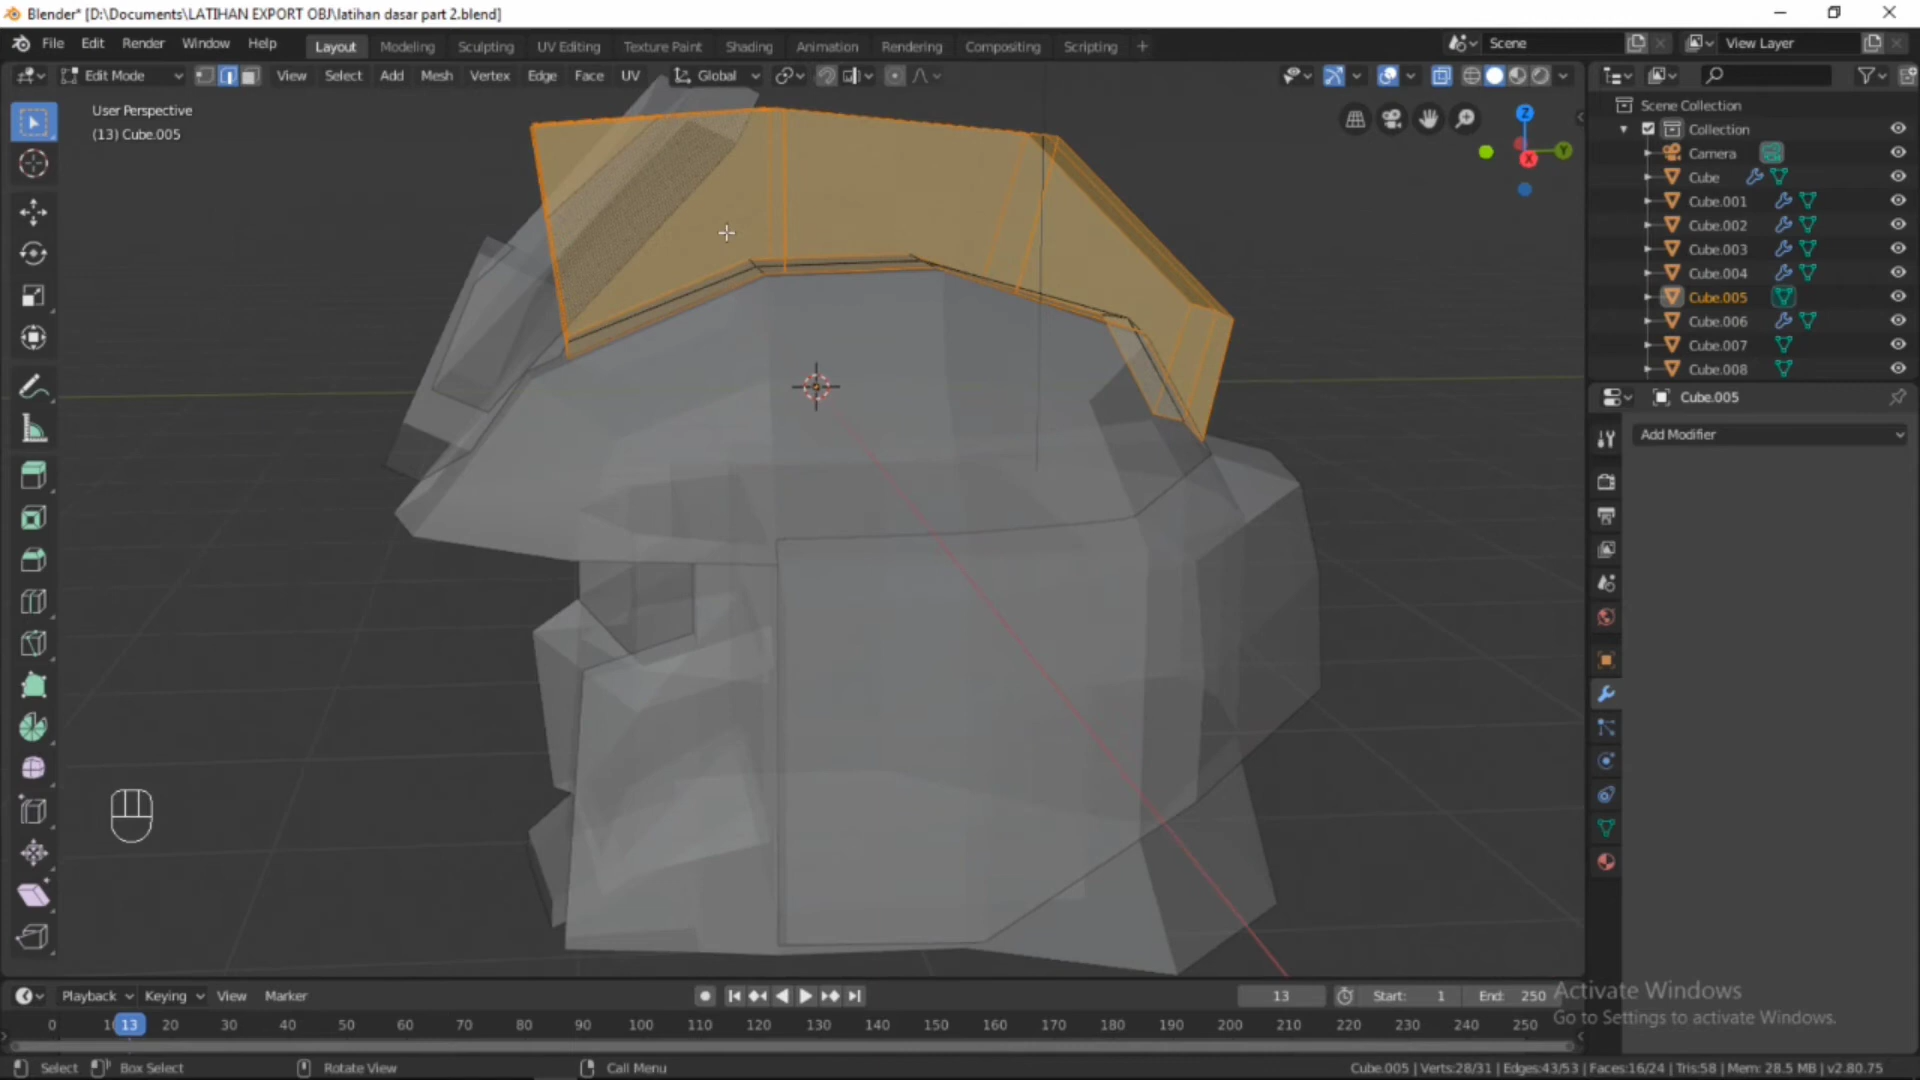 Blender* [D:\Documents\LATIHAN EXPORT OBJ\latihan dasar part 2.blend]
File Edit Render Window Help Layout Modeling Sculpting UV Editing Texture Paint Shading Animation Rendering Compositing Scripting + Scene View Layer
Edit Mode View Select Add Mesh Vertex Edge Face UV Global
User Perspective
(13) Cube.005
Z
Y
X
Scene Collection
Collection
Camera
Cube
Cube.001
Cube.002
Cube.003
Cube.004
Cube.005
Cube.006
Cube.007
Cube.008
Cube.005
Add Modifier
Activate Windows
Go to Settings to activate Windows.
Playback Keying View Marker 13 Start: 1 End: 250
0 1 13 20 30 40 50 60 70 80 90 100 110 120 130 140 150 160 170 180 190 200 210 220 230 240 250
Select Box Select Rotate View Call Menu Cube.005 | Verts:28/31 | Edges:43/53 | Faces:16/24 | Tris:58 | Mem: 28.5 MB | v2.80.75